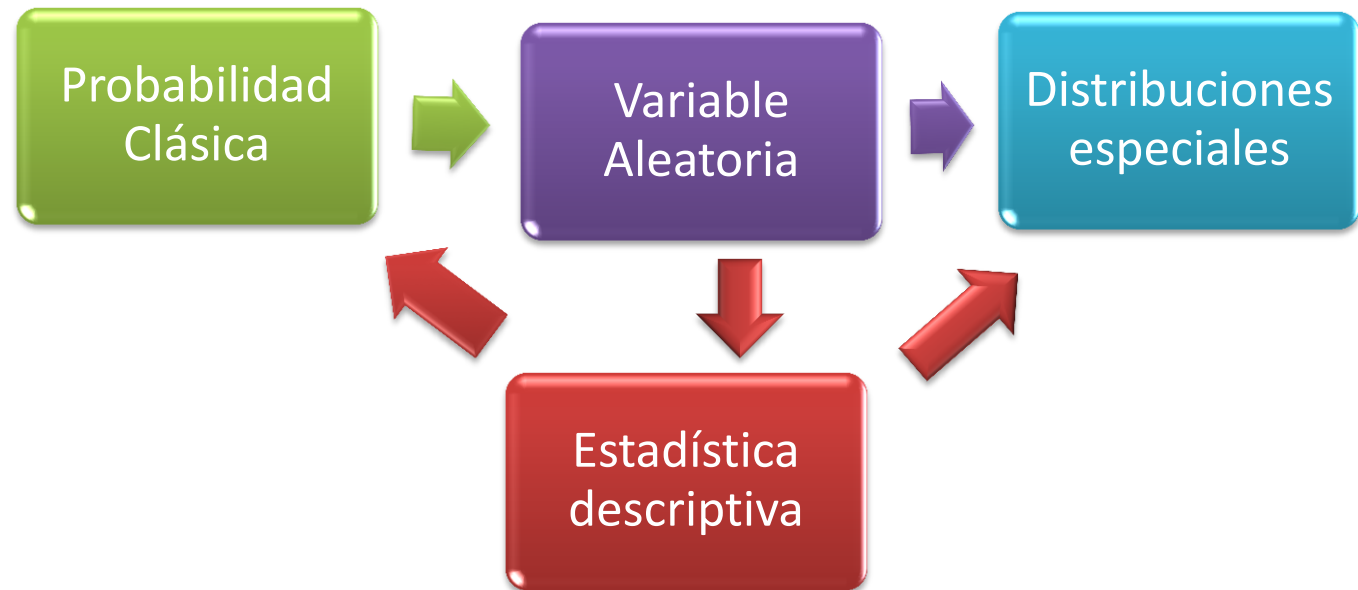 Probabilidad
Clásica
Variable
Aleatoria
Distribuciones
especiales
Estadística
descriptiva